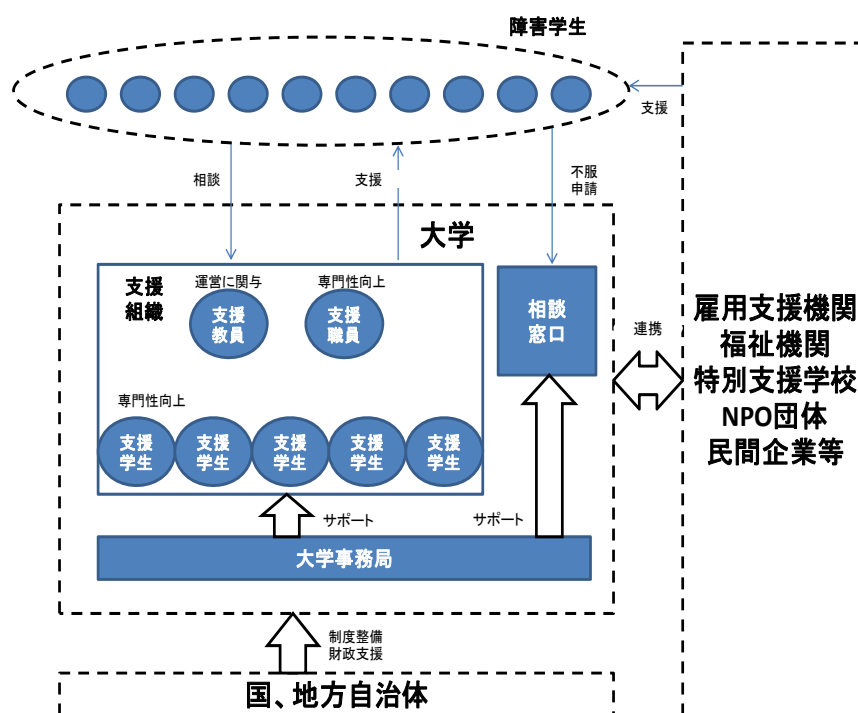 障害学生
支援
相談
支援
不服
申請
大学
支援
組織
運営に関与
支援
教員
専門性向上
支援
職員
相談
窓口
専門性向上
支援
学生
支援
学生
支援
学生
支援
学生
支援
学生
サポート
サポート
大学事務局
連携
雇用支援機関
福祉機関
特別支援学校
NPO団体
民間企業等
制度整備
財政支援
国、地方自治体